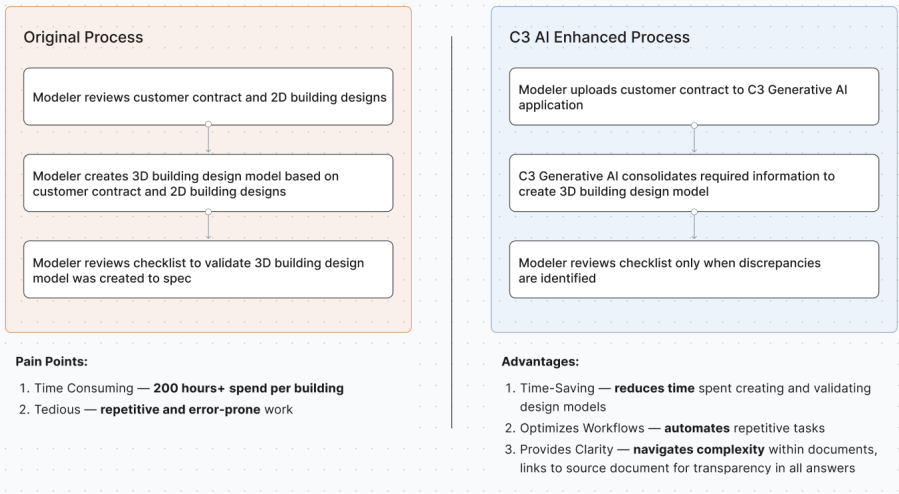 Original Process
Modeler reviews customer contract and 2D building designs
Modeler creates 3D building design model based on
customer contract and 2D building designs
Modeler reviews checklist to validate 3D building design
model was created to spec
Pain Points:
1. Time Consuming — 200 hours+ spend per building
2. Tedious — repetitive and error-prone work
C3 AI Enhanced Process
Modeler uploads customer contract to C3 Generative AI
application
C3 Generative AI consolidates required information to
create 3D building design model
Modeler reviews checklist only when discrepancies
are identified
Advantages:
1. Time-Saving — reduces time spent creating and validating
design models
2. Optimizes Workflows — automates repetitive tasks
3. Provides Clarity — navigates complexity within documents,
links to source document for transparency in all answers